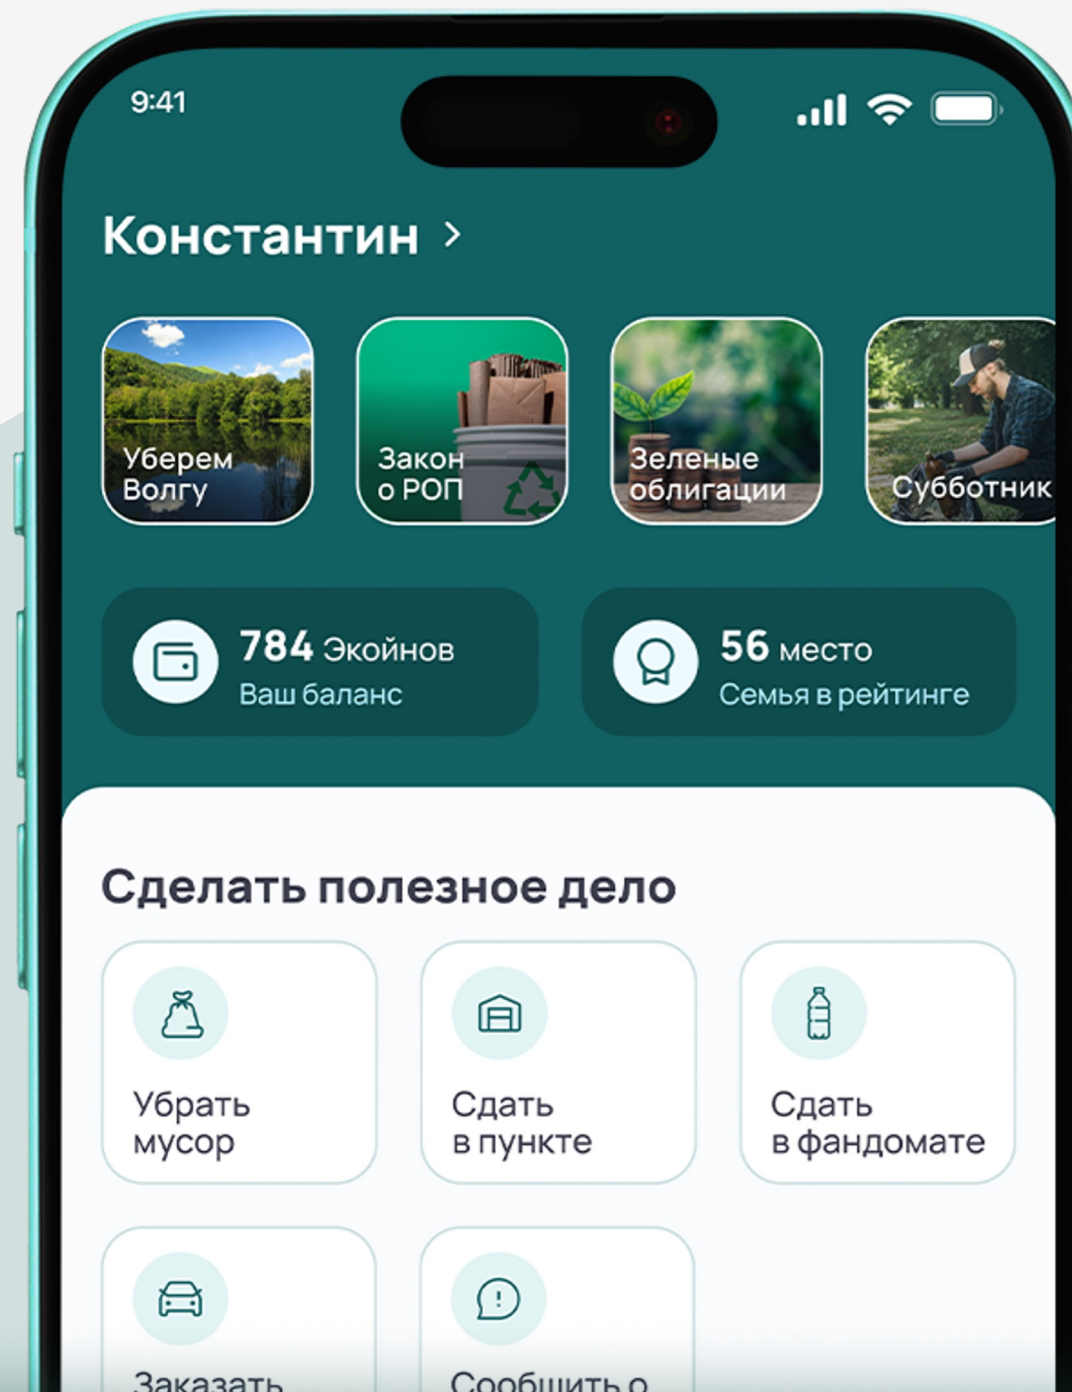 9:41
Константин
Уберем
Волгу
Закон
о РОП
Зеленые
облигации
Субботник
784 Экойнов
Ваш баланс
56 место
Семья в рейтинге
Сделать полезное дело
Убрать
мусор
Сдать
в пункте
Сдать
в фандомате
Заказать
Сообщить о